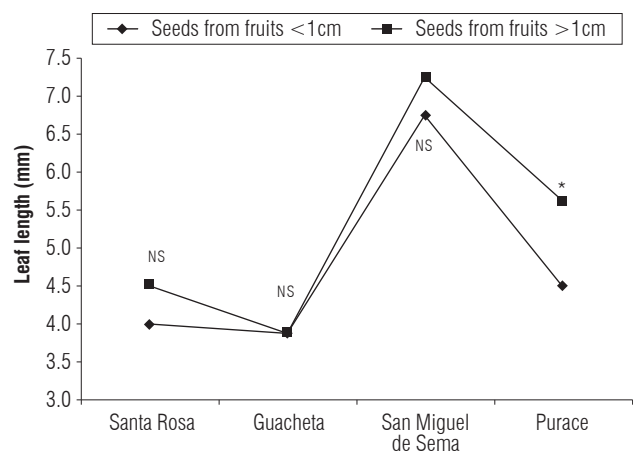 Seeds from fruits <1cm Seeds from fruits >1cm
7.5
7.0
6.5
6.0
5.5
5.0
4.5
4.0
3.5
3.0
Leaf length (mm)
NS
NS
NS
*
Santa Rosa Guacheta San Miguel de Sema Purace